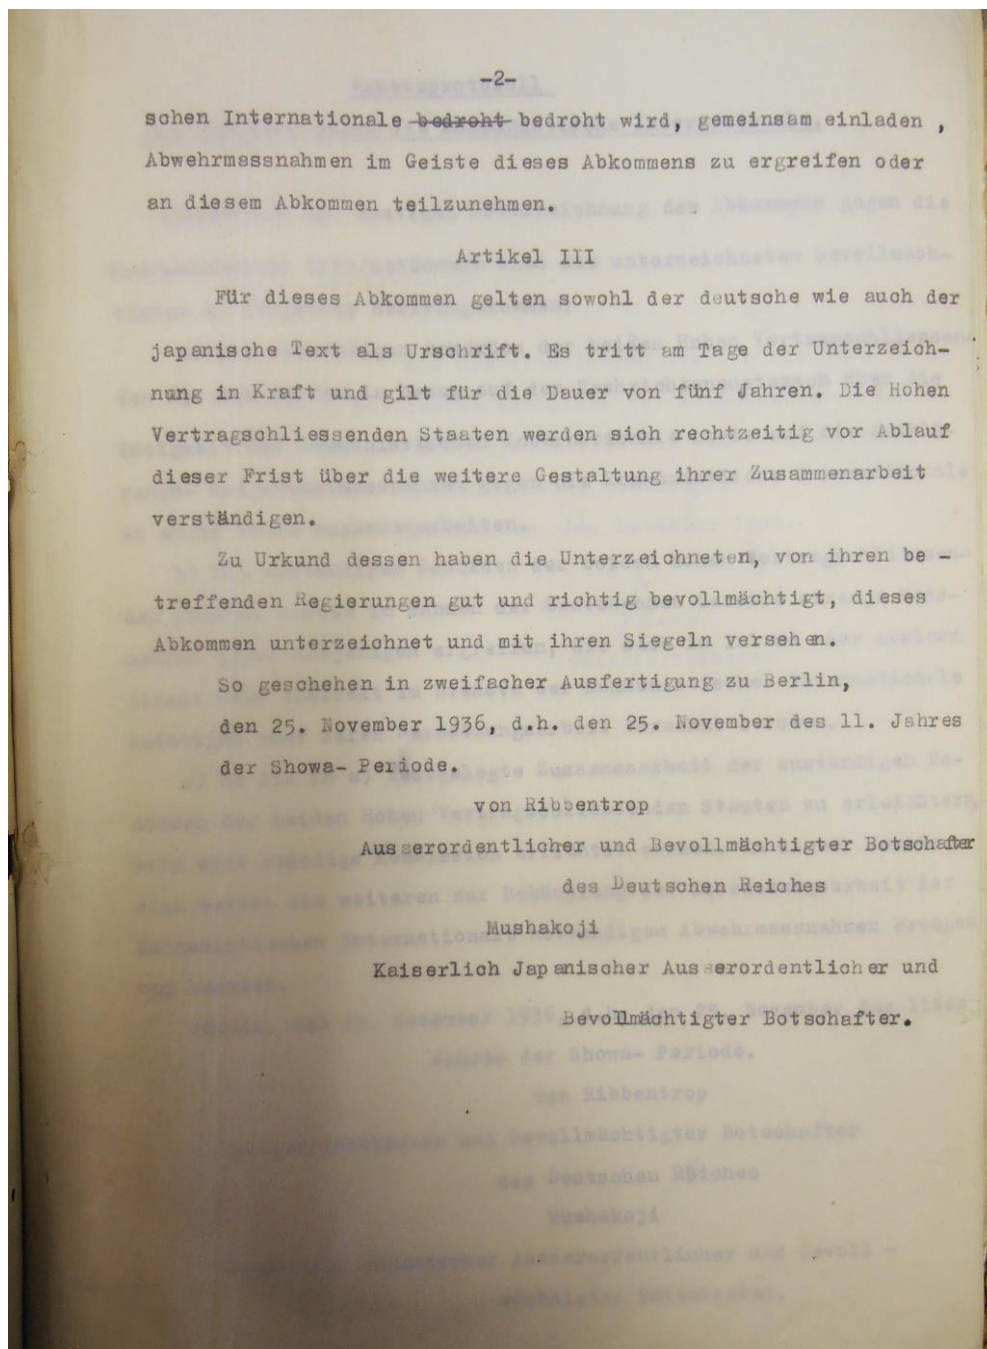 -2-
schen Internationale bedroht bedroht wird, gemeinsam einladen ,
Abwehrmassnahmen im Geiste dieses Abkommens zu ergreifen oder
an diesem Abkommen teilzunehmen.
Artikel III
Für dieses Abkommen gelten sowohl der deutsche wie auch der
japanische Text als Urschrift. Es tritt am Tage der Unterzeich-
nung in Kraft und gilt für die Dauer von fünf Jahren. Die Hohen
Vertragschliessenden Staaten werden sich rechtzeitig vor Ablauf
dieser Frist über die weitere Gestaltung ihrer Zusammenarbeit
verständigen.
Zu Urkund dessen haben die Unterzeichneten, von ihren be -
treffenden Regierungen gut und richtig bevollmächtigt, dieses
Abkommen unterzeichnet und mit ihren Siegeln versehen.
So geschehen in zweifacher Ausfertigung zu Berlin,
den 25. November 1936, d.h. den 25. November des 11. Jahres
der Showa- Periode.
von Ribbentrop
Ausserordentlicher und Bevollmächtigter Botschafter
des Deutschen Reiches
Mushakoji
Kaiserlich Japanischer Ausserordentlicher und
Bevollmächtigter Botschafter.